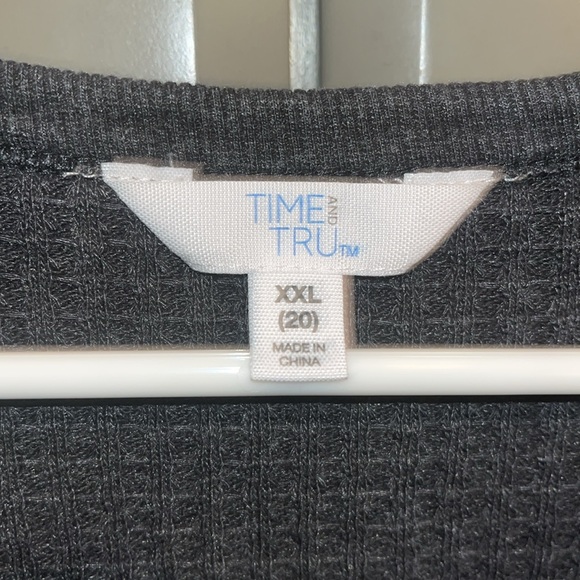 TIME AND
TRU™
XXL
(20)
MADE IN
CHINA